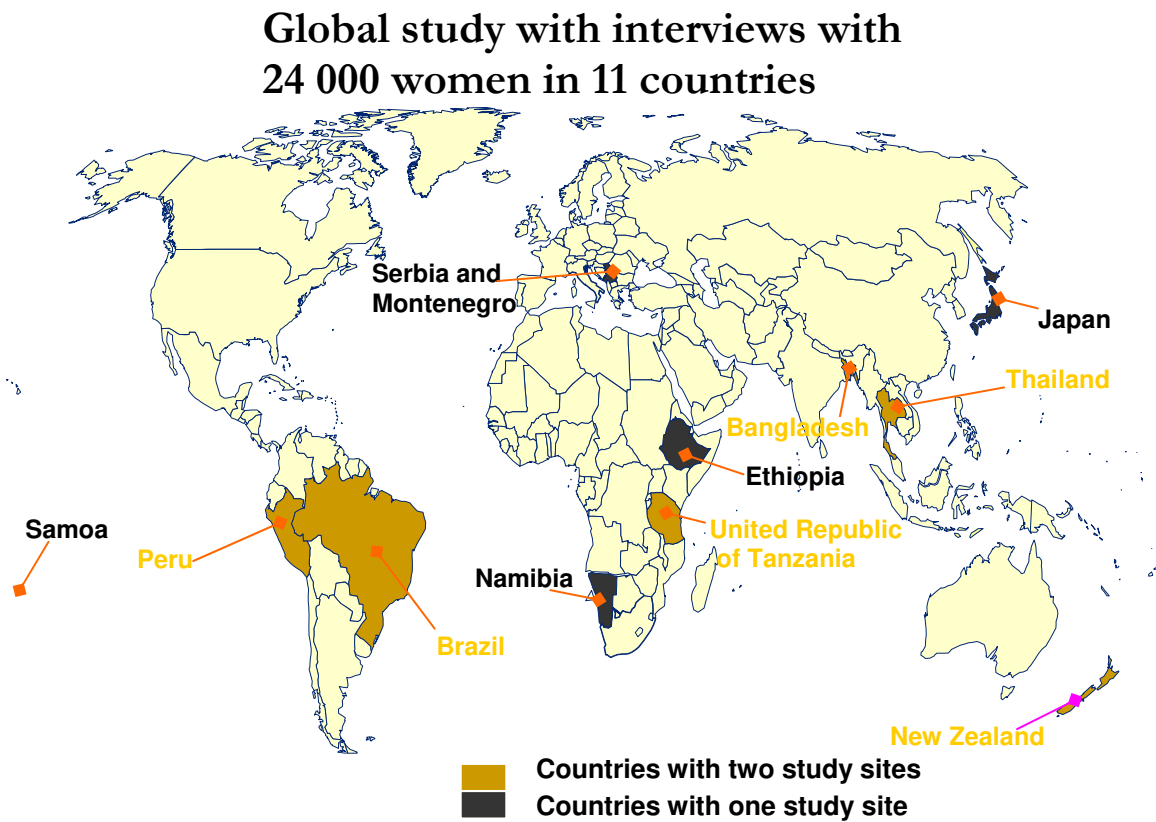 Global study with interviews with
24 000 women in 11 countries
Serbia and
Montenegro
Japan
Thailand
Bangladesh
Ethiopia
Samoa
Peru
United Republic
of Tanzania
Namibia
Brazil
New Zealand
Countries with two study sites
Countries with one study site